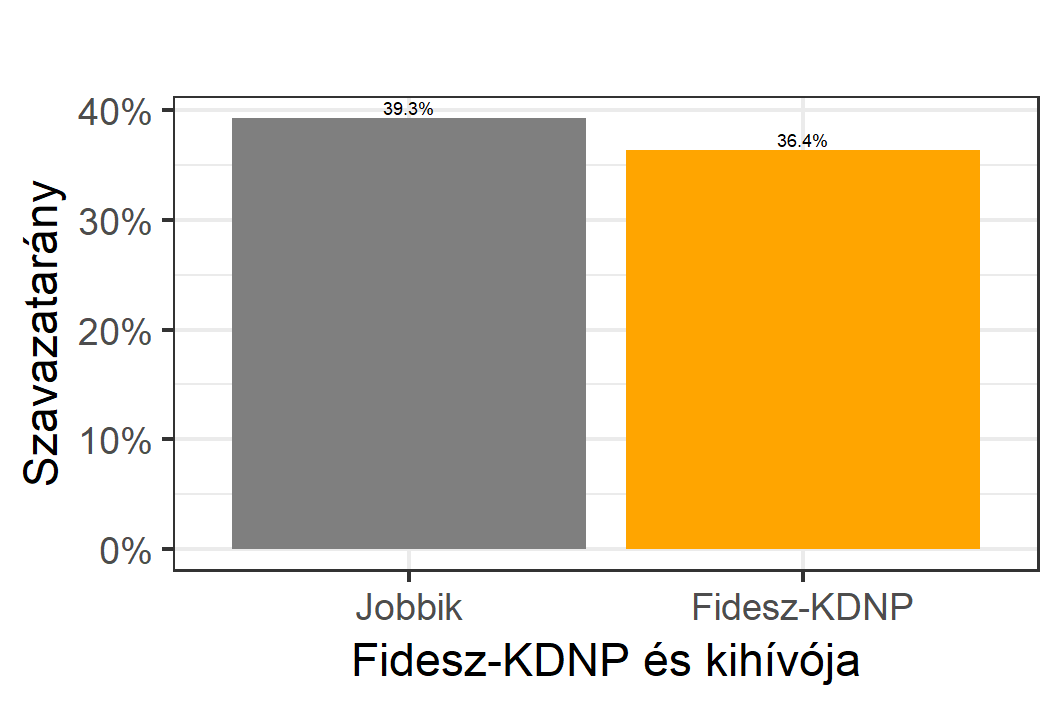 Szavazatarány
40%
30%
20%
10%
0%
39.3%
36.4%
Jobbik
Fidesz-KDNP
Fidesz-KDNP és kihívója